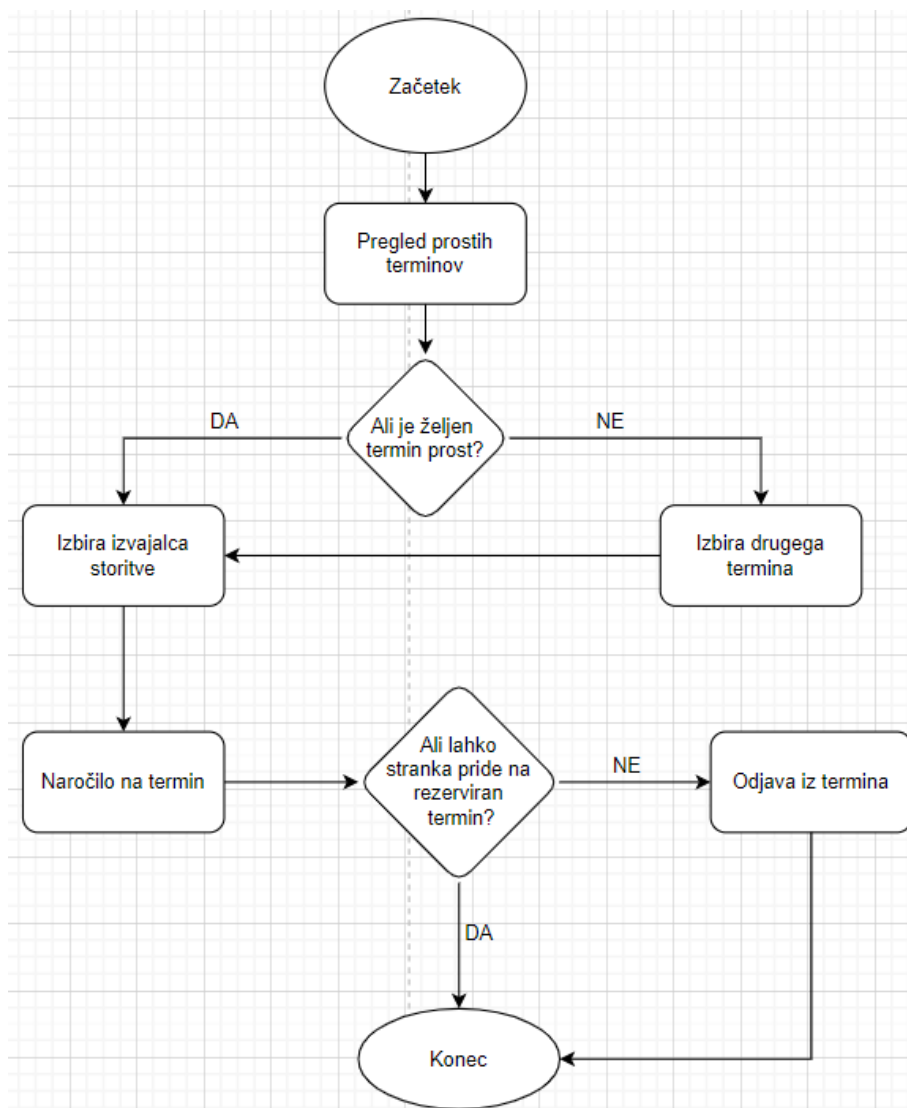 Začetek
Pregled prostih
terminov
Ali je željen
termin prost?
DA
NE
Izbira izvajalca
storitve
Izbira drugega
termina
Naročilo na termin
Ali lahko
stranka pride na
rezerviran
termin?
NE
Odjava iz termina
DA
Konec